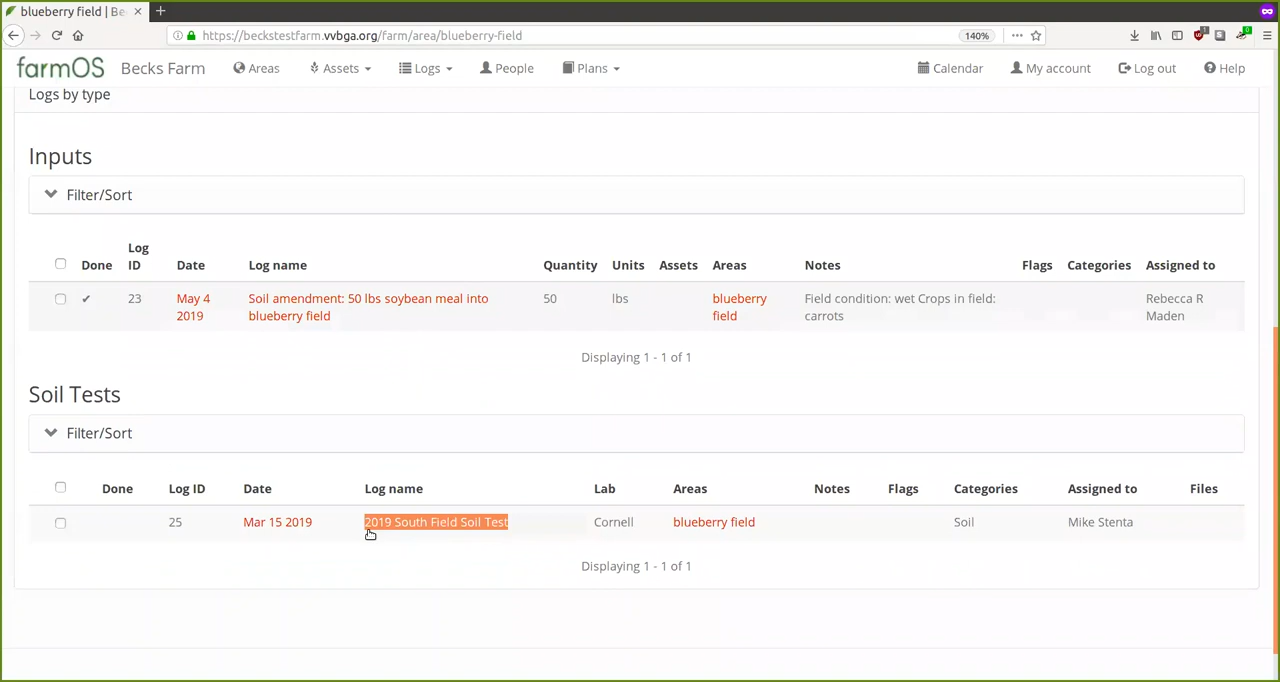 blueberry field | Be
https://beckstestfarm.vvbga.org/farm/area/blueberry-field
140%
farmOS Becks Farm Areas Assets Logs People Plans Calendar My account Log out Help
Logs by type
Inputs
Filter/Sort
Done Log ID Date Log name Quantity Units Assets Areas Notes Flags Categories Assigned to
✔ 23 May 4 2019 Soil amendment: 50 lbs soybean meal into blueberry field 50 lbs blueberry field Field condition: wet Crops in field: carrots Rebecca R Maden
Displaying 1 - 1 of 1
Soil Tests
Filter/Sort
Done Log ID Date Log name Lab Areas Notes Flags Categories Assigned to Files
25 Mar 15 2019 2019 South Field Soil Test Cornell blueberry field Soil Mike Stenta
Displaying 1 - 1 of 1